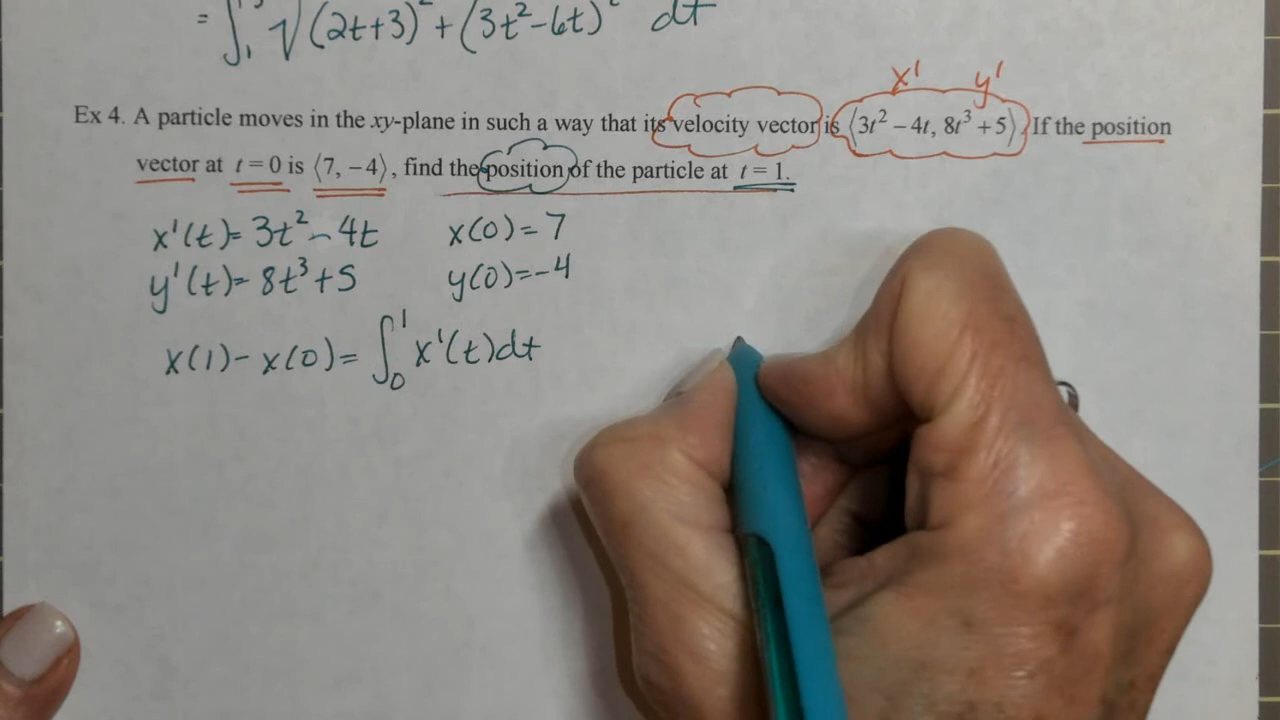 = ∫₁³ √(2t+3)² + (3t²-6t)² dt
x' y'
Ex 4. A particle moves in the xy-plane in such a way that its velocity vector is ⟨3t² − 4t, 8t³ + 5⟩. If the position
vector at t = 0 is ⟨7, −4⟩, find the position of the particle at t = 1.
x'(t)= 3t² - 4t x(0)= 7
y'(t)= 8t³ + 5 y(0)= -4
x(1) - x(0) = ∫₀¹ x'(t)dt